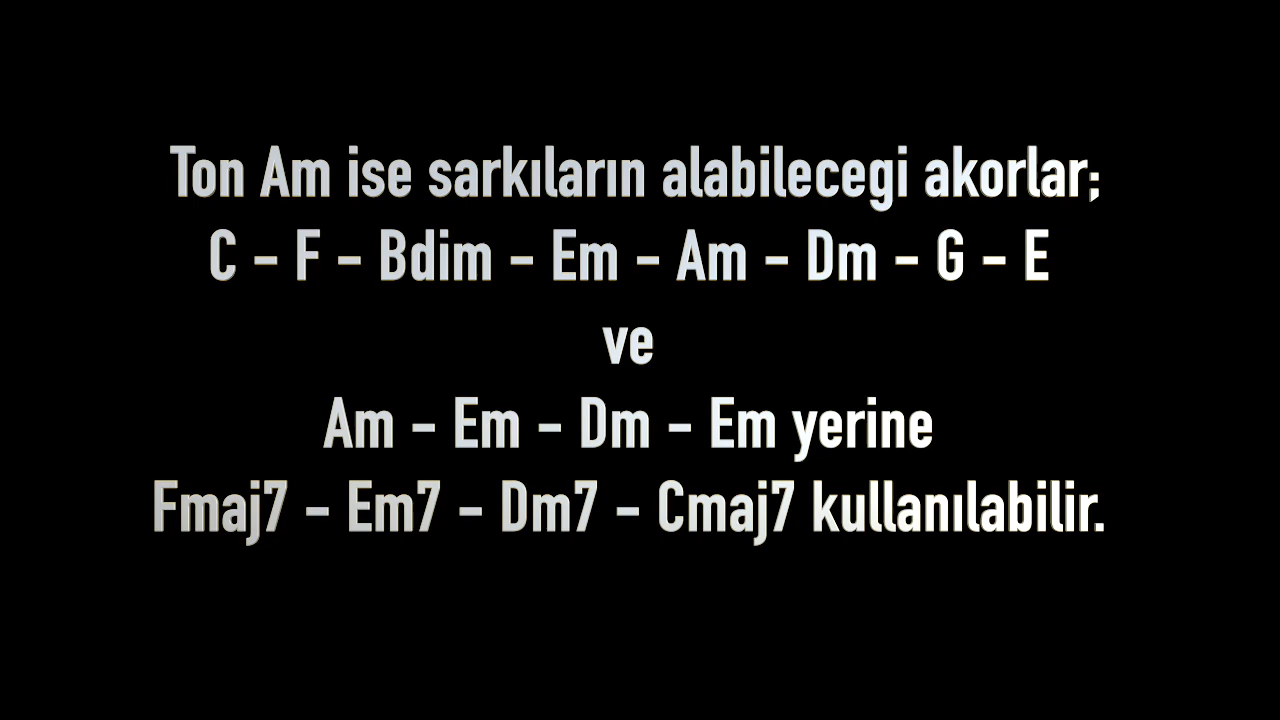 Ton Am ise sarkıların alabilecegi akorlar;
C - F - Bdim - Em - Am - Dm - G - E
ve
Am - Em - Dm - Em yerine
Fmaj7 - Em7 - Dm7 - Cmaj7 kullanılabilir.